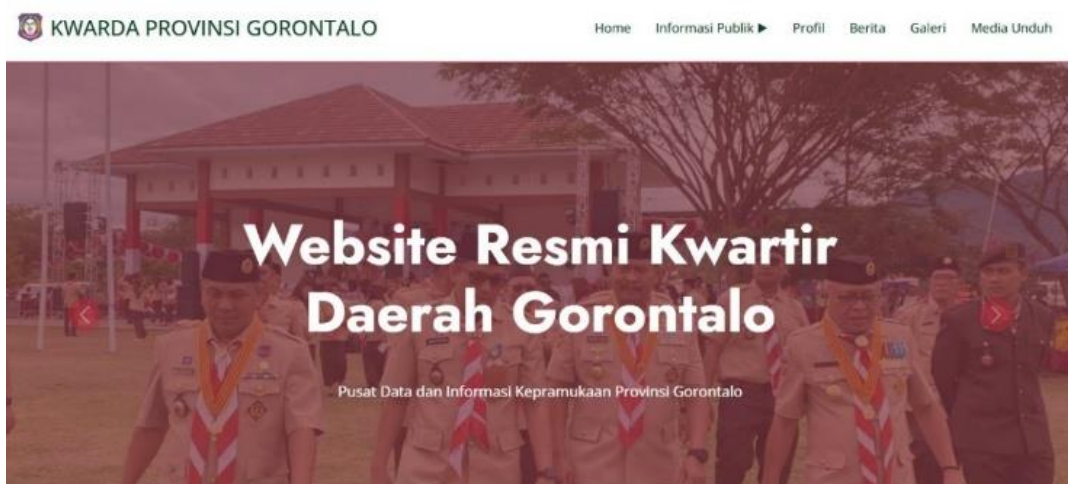 KWARDA PROVINSI GORONTALO
Home Informasi Publik ▶ Profil Berita Galeri Media Unduh
Website Resmi Kwartir
Daerah Gorontalo
Pusat Data dan Informasi Kepramukaan Provinsi Gorontalo